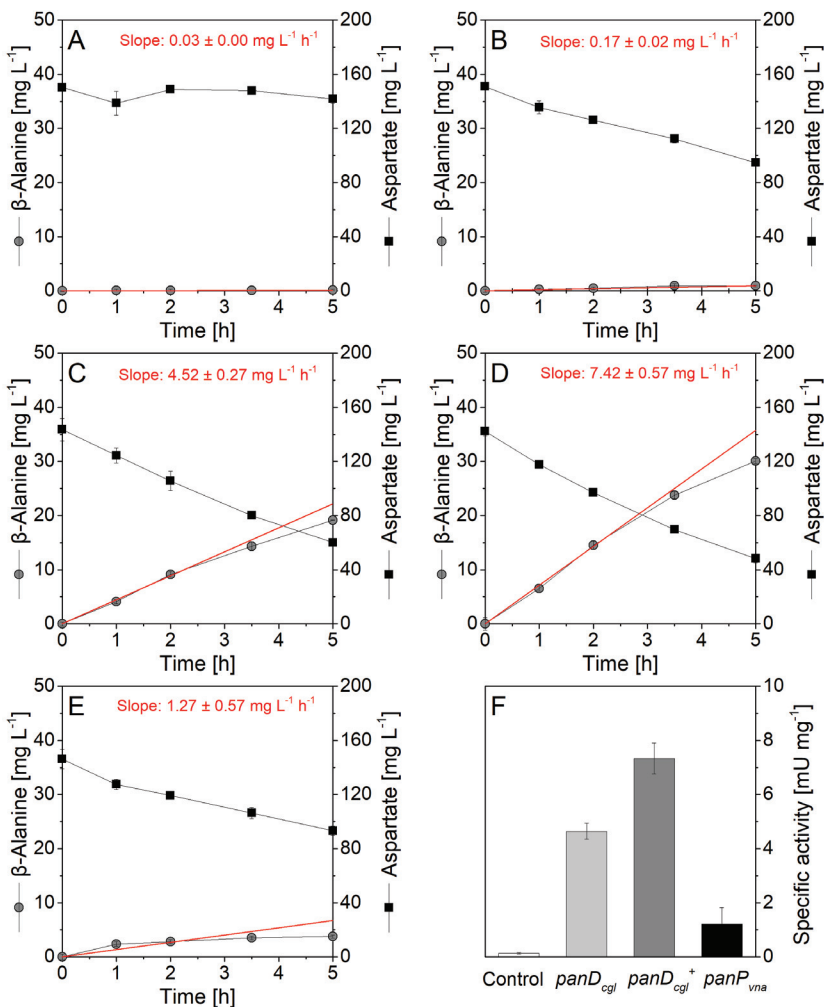 A
Slope: 0.03 ± 0.00 mg L⁻¹ h⁻¹
β-Alanine [mg L⁻¹]
50
40
30
20
10
0
Aspartate [mg L⁻¹]
200
160
120
80
40
0
0 1 2 3 4 5
Time [h]
B
Slope: 0.17 ± 0.02 mg L⁻¹ h⁻¹
β-Alanine [mg L⁻¹]
50
40
30
20
10
0
Aspartate [mg L⁻¹]
200
160
120
80
40
0
0 1 2 3 4 5
Time [h]
C
Slope: 4.52 ± 0.27 mg L⁻¹ h⁻¹
β-Alanine [mg L⁻¹]
50
40
30
20
10
0
Aspartate [mg L⁻¹]
200
160
120
80
40
0
0 1 2 3 4 5
Time [h]
D
Slope: 7.42 ± 0.57 mg L⁻¹ h⁻¹
β-Alanine [mg L⁻¹]
50
40
30
20
10
0
Aspartate [mg L⁻¹]
200
160
120
80
40
0
0 1 2 3 4 5
Time [h]
E
Slope: 1.27 ± 0.57 mg L⁻¹ h⁻¹
β-Alanine [mg L⁻¹]
50
40
30
20
10
0
Aspartate [mg L⁻¹]
200
160
120
80
40
0
0 1 2 3 4 5
Time [h]
F
Specific activity [mU mg⁻¹]
10
8
6
4
2
0
Control panD_cgl panD_cgl⁺ panP_vna